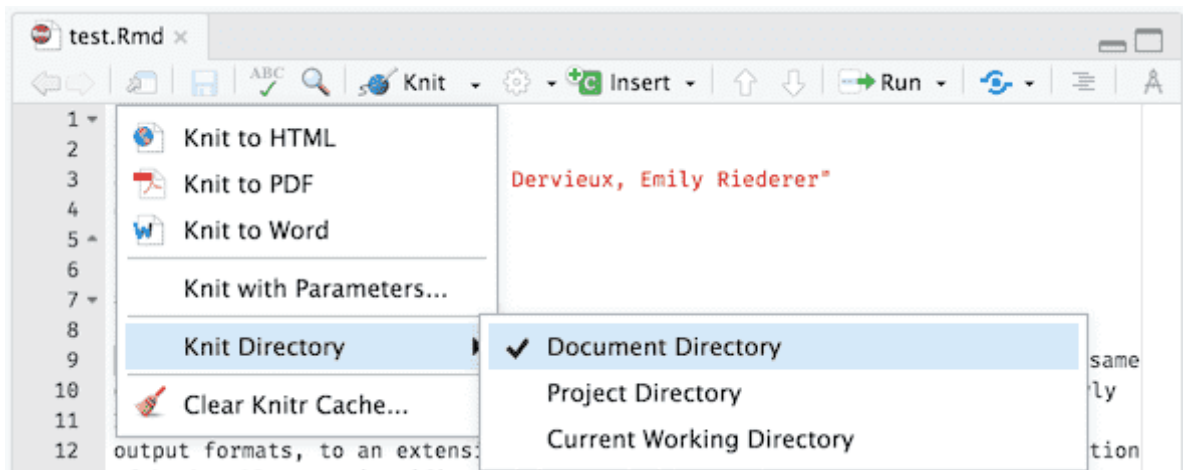 test.Rmd ×
ABC Knit C Insert Run
1
2
3 Dervieux, Emily Riederer"
4
5
6
7
8
9 same
10 ly
11
12 output formats, to an extens tion
Knit to HTML
Knit to PDF
W Knit to Word
Knit with Parameters...
Knit Directory
Clear Knitr Cache...
✓ Document Directory
Project Directory
Current Working Directory